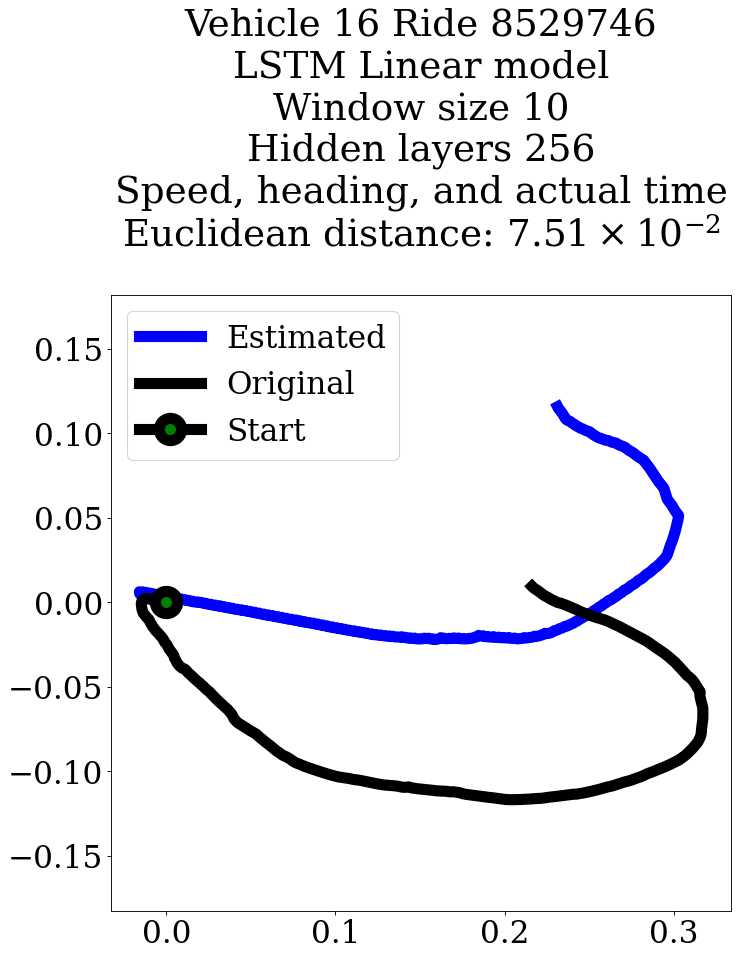 Vehicle 16 Ride 8529746
LSTM Linear model
Window size 10
Hidden layers 256
Speed, heading, and actual time
Euclidean distance: 7.51 × 10⁻²
Estimated
Original
Start
0.15
0.10
0.05
0.00
−0.05
−0.10
−0.15
0.0 0.1 0.2 0.3